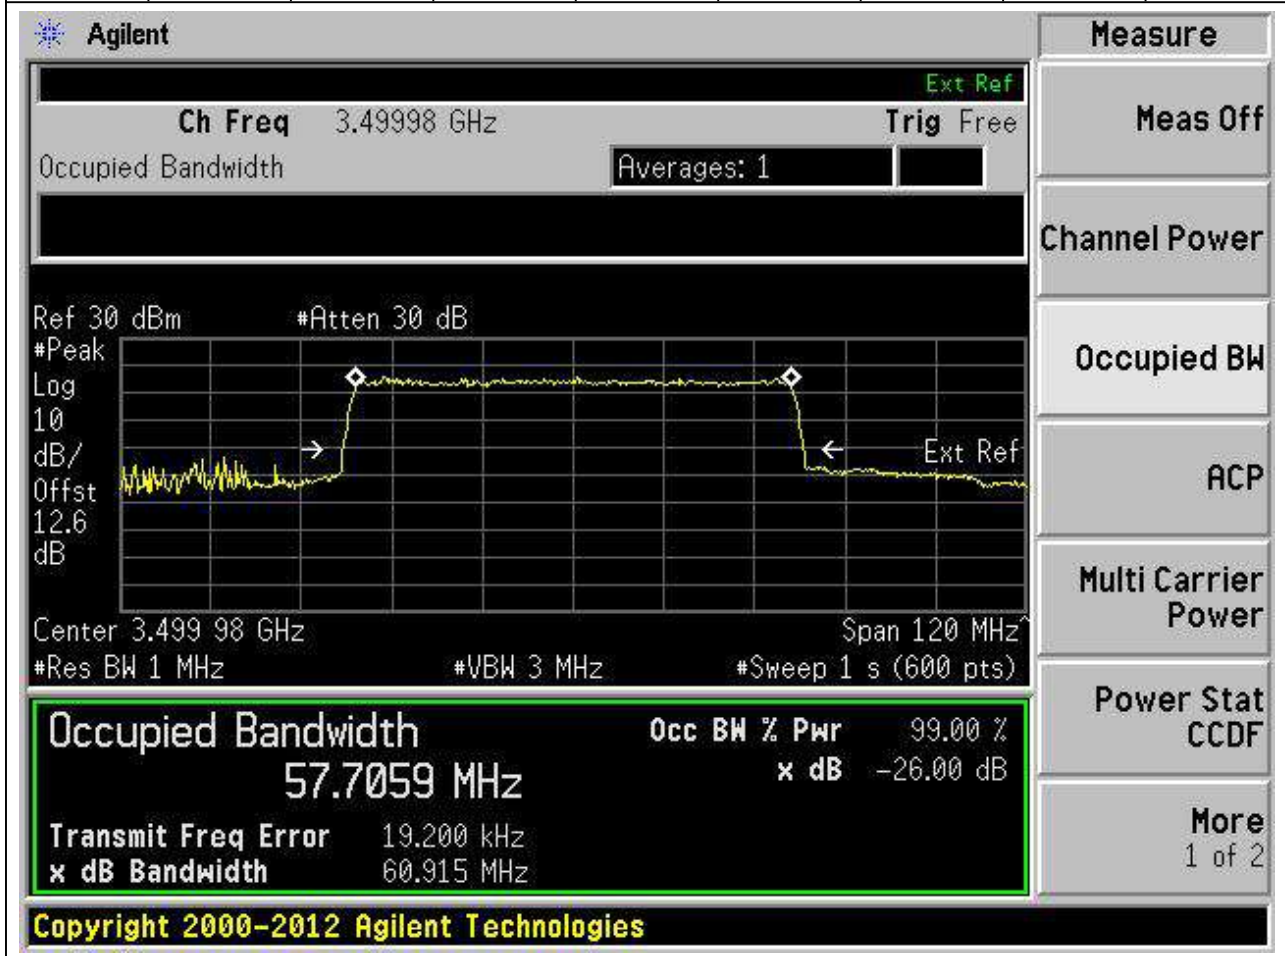 Agilent
Measure
Ext Ref
Ch Freq 3.49998 GHz Trig Free
Occupied Bandwidth Averages: 1
Meas Off
Channel Power
Occupied BW
ACP
Multi Carrier
Power
Power Stat
CCDF
More
1 of 2
Ref 30 dBm #Atten 30 dB
#Peak
Log
10
dB/
Offst
12.6
dB
Ext Ref
Center 3.499 98 GHz Span 120 MHz^
#Res BW 1 MHz #VBW 3 MHz #Sweep 1 s (600 pts)
Occupied Bandwidth Occ BW % Pwr 99.00 %
57.7059 MHz x dB -26.00 dB
Transmit Freq Error 19.200 kHz
x dB Bandwidth 60.915 MHz
Copyright 2000-2012 Agilent Technologies